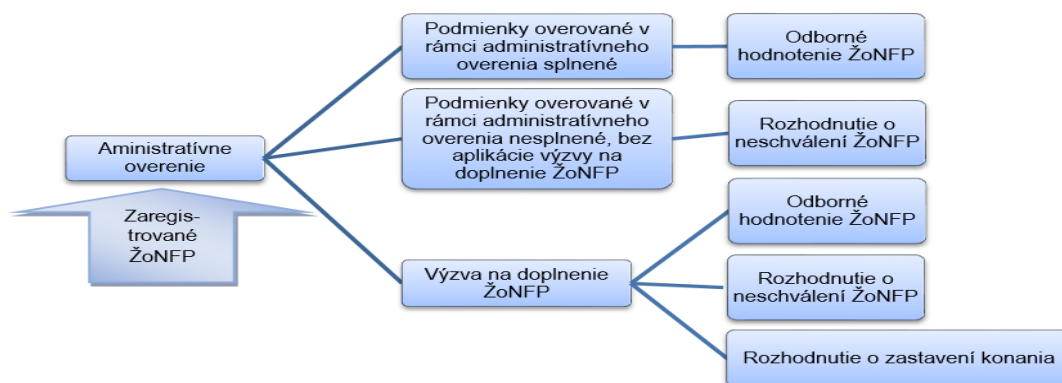 Podmienky overované v
rámci administratívneho
overenia splnené
Odborné
hodnotenie ŽoNFP
Podmienky overované v
rámci administratívneho
overenia nesplnené, bez
aplikácie výzvy na
doplnenie ŽoNFP
Rozhodnutie o
neschválení ŽoNFP
Aministratívne
overenie
Zaregis-
trované
ŽoNFP
Výzva na doplnenie
ŽoNFP
Odborné
hodnotenie ŽoNFP
Rozhodnutie o
neschválení ŽoNFP
Rozhodnutie o zastavení konania